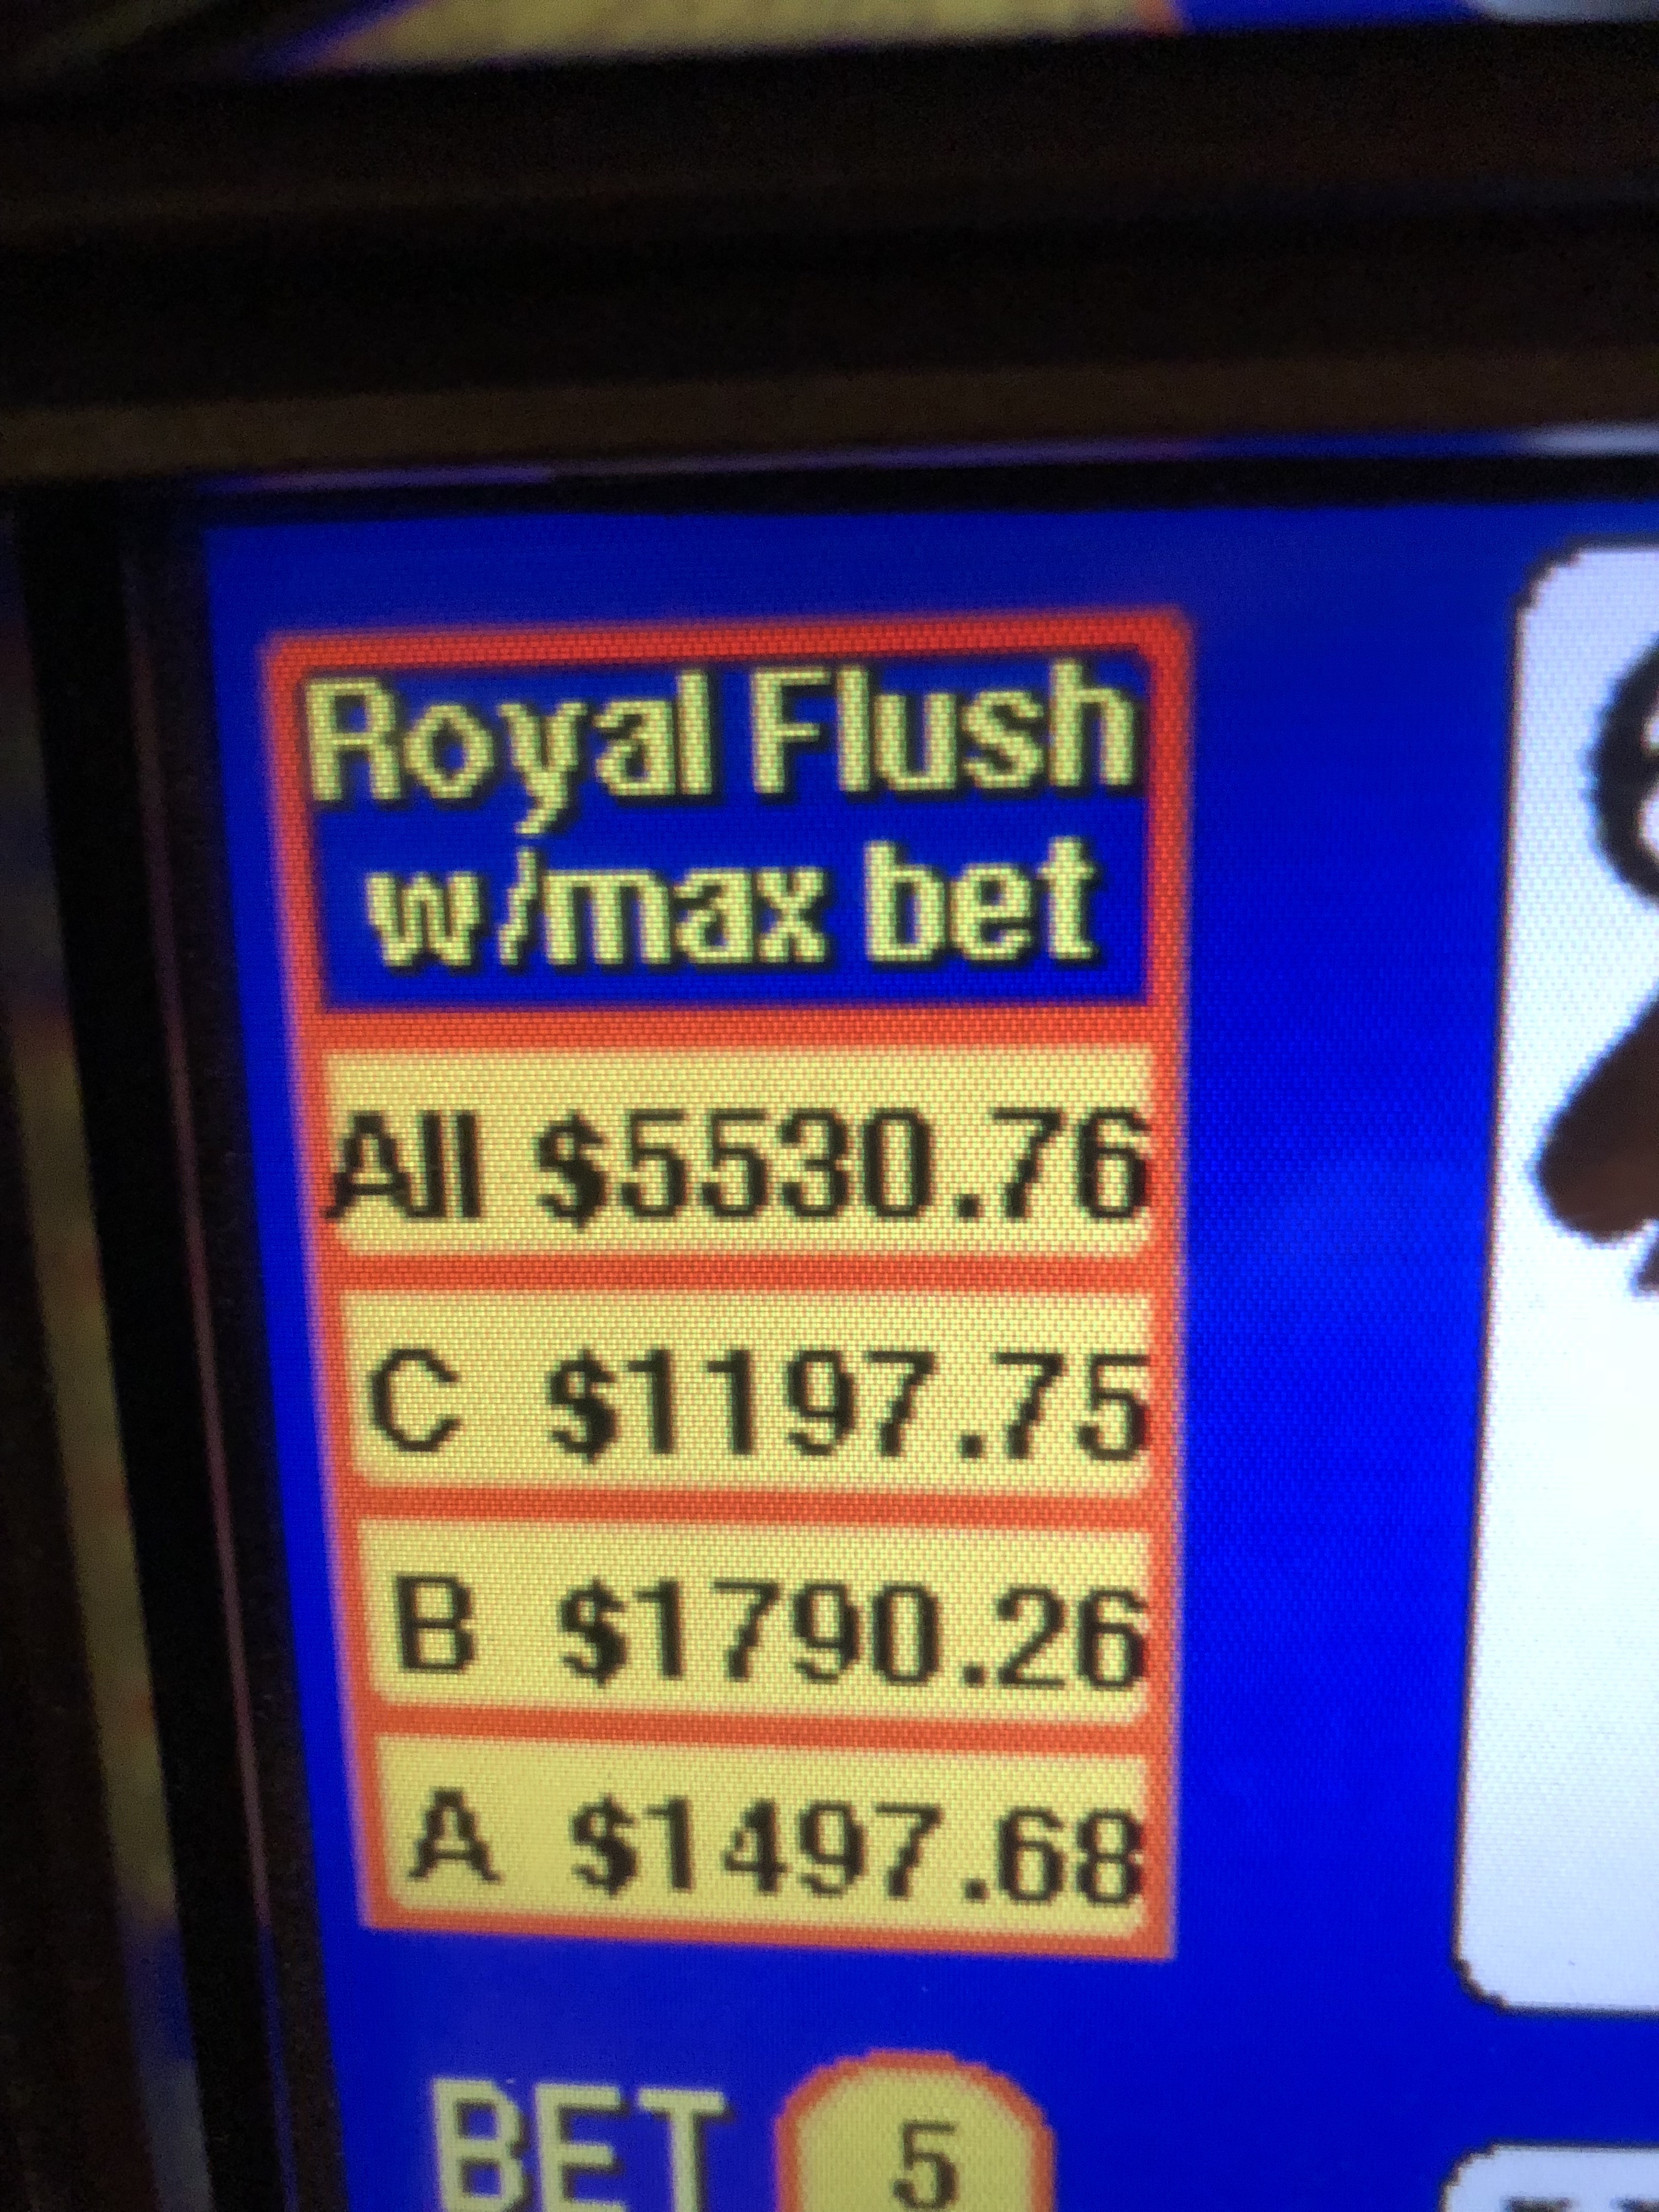 Royal Flush
w/max bet
All $5530.76
C $1197.75
B $1790.26
A $1497.68
BET 5